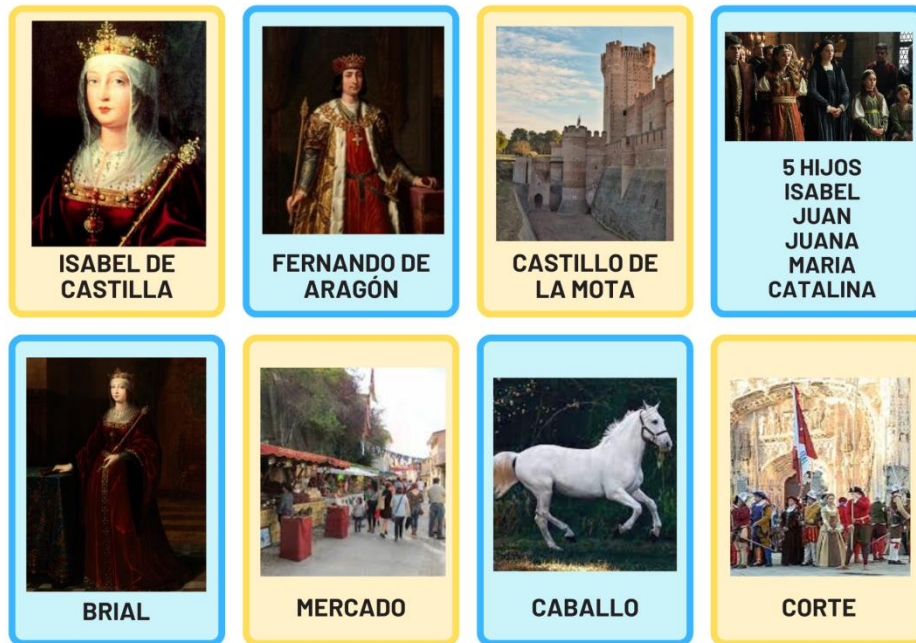 ISABEL DE
CASTILLA
FERNANDO DE
ARAGÓN
CASTILLO DE
LA MOTA
5 HIJOS
ISABEL
JUAN
JUANA
MARIA
CATALINA
BRIAL
MERCADO
CABALLO
CORTE